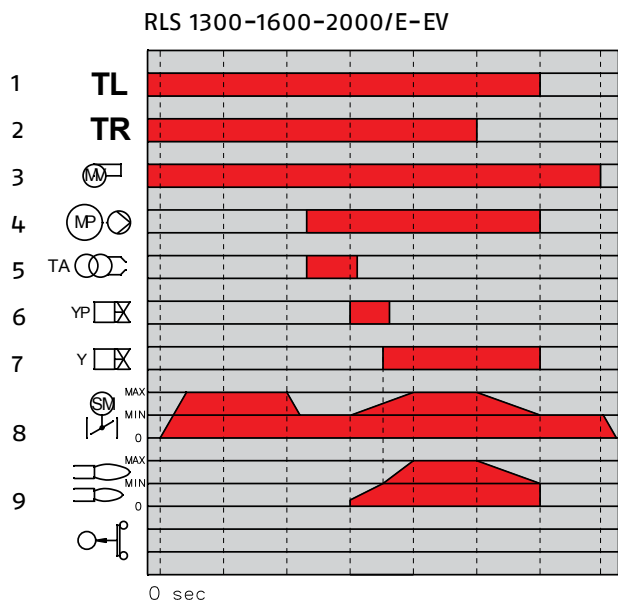 RLS 1300-1600-2000/E-EV
1 TL
2 TR
3 MV
4 MP
5 TA
6 YP
7 Y
8 SM MAX
MIN
0
9 MAX
MIN
0
0 sec